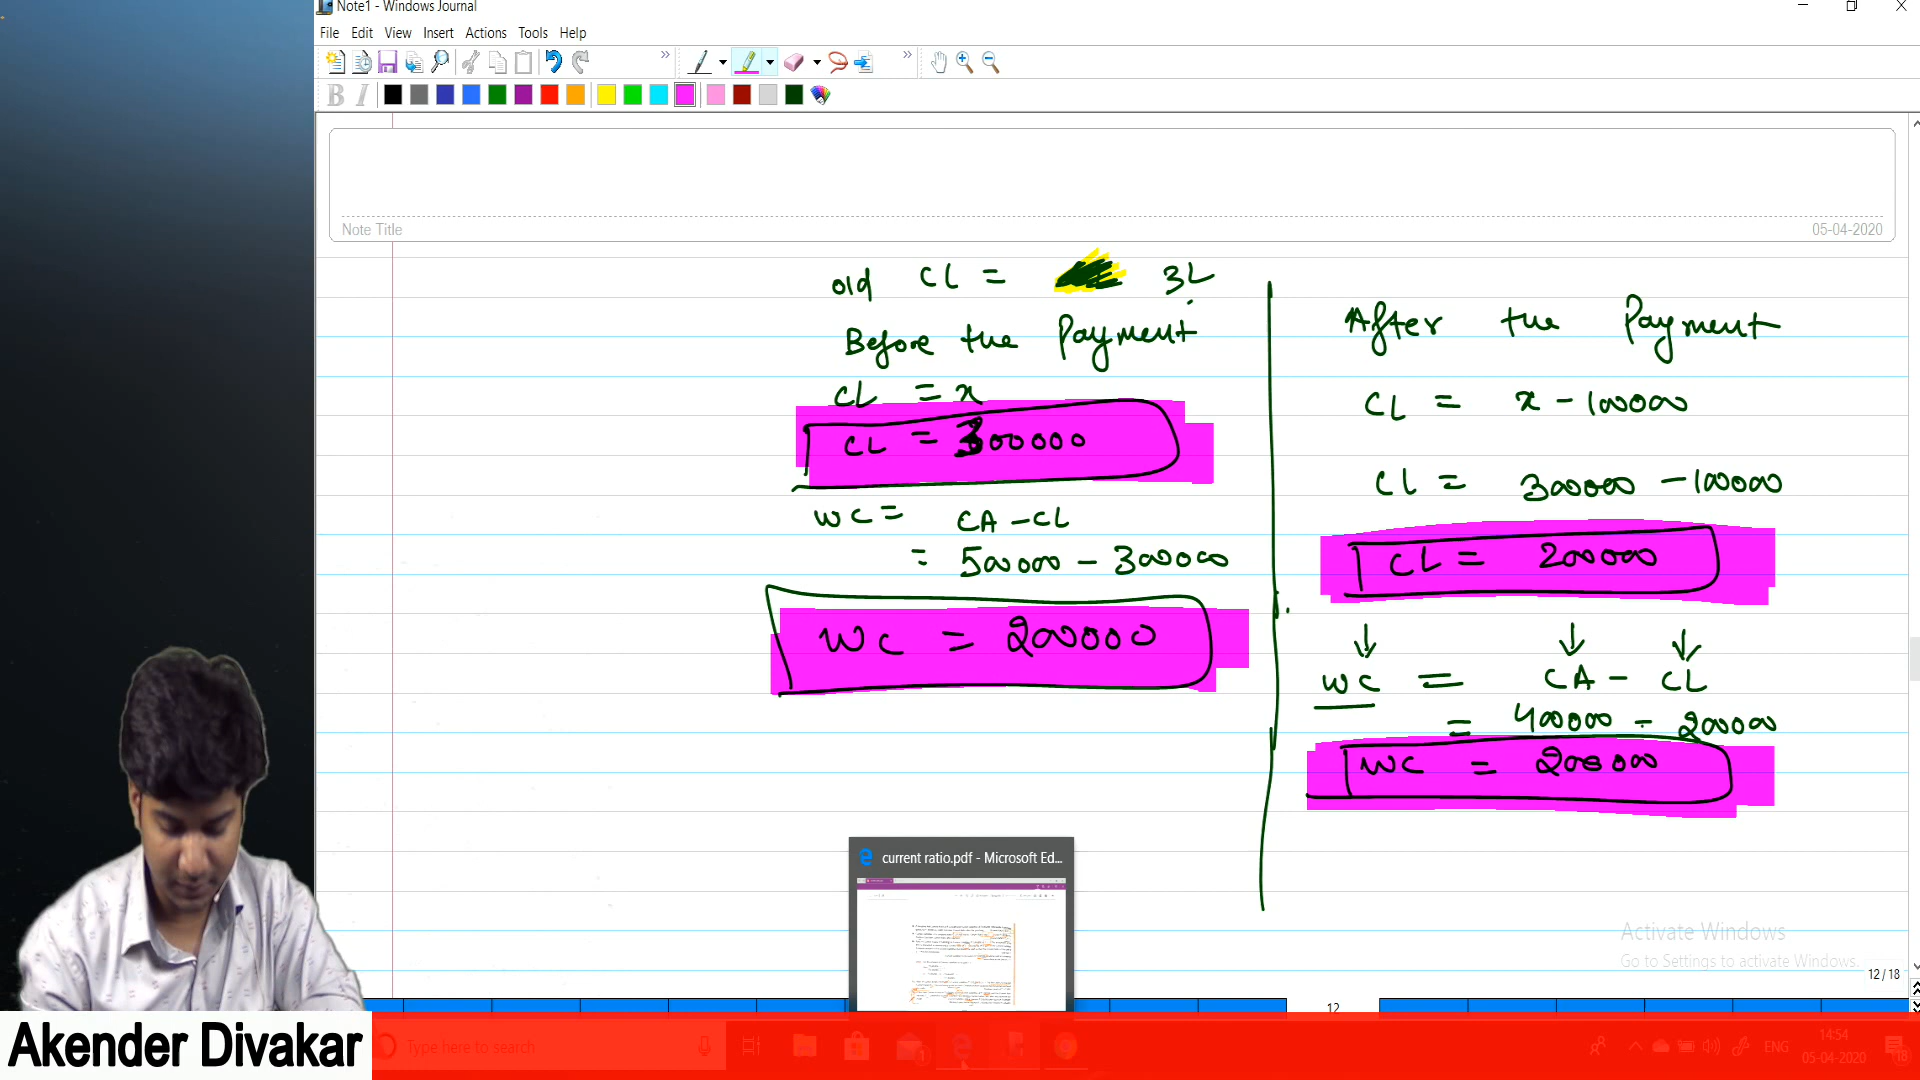 Note1 - Windows Journal
File Edit View Insert Actions Tools Help
B I
Note Title
05-04-2020
old CL = 3L
Before the Payment
CL = x
CL = 300000
WC = CA - CL
= 500000 - 300000
WC = 200000
After the Payment
CL = x - 100000
CL = 300000 - 100000
CL = 200000
WC = CA - CL
= 400000 - 200000
WC = 200000
current ratio.pdf - Microsoft Ed...
Activate Windows
Go to Settings to activate Windows.
12 / 18
12
Akender Divakar
Type here to search
ENG
14:54
05-04-2020
18